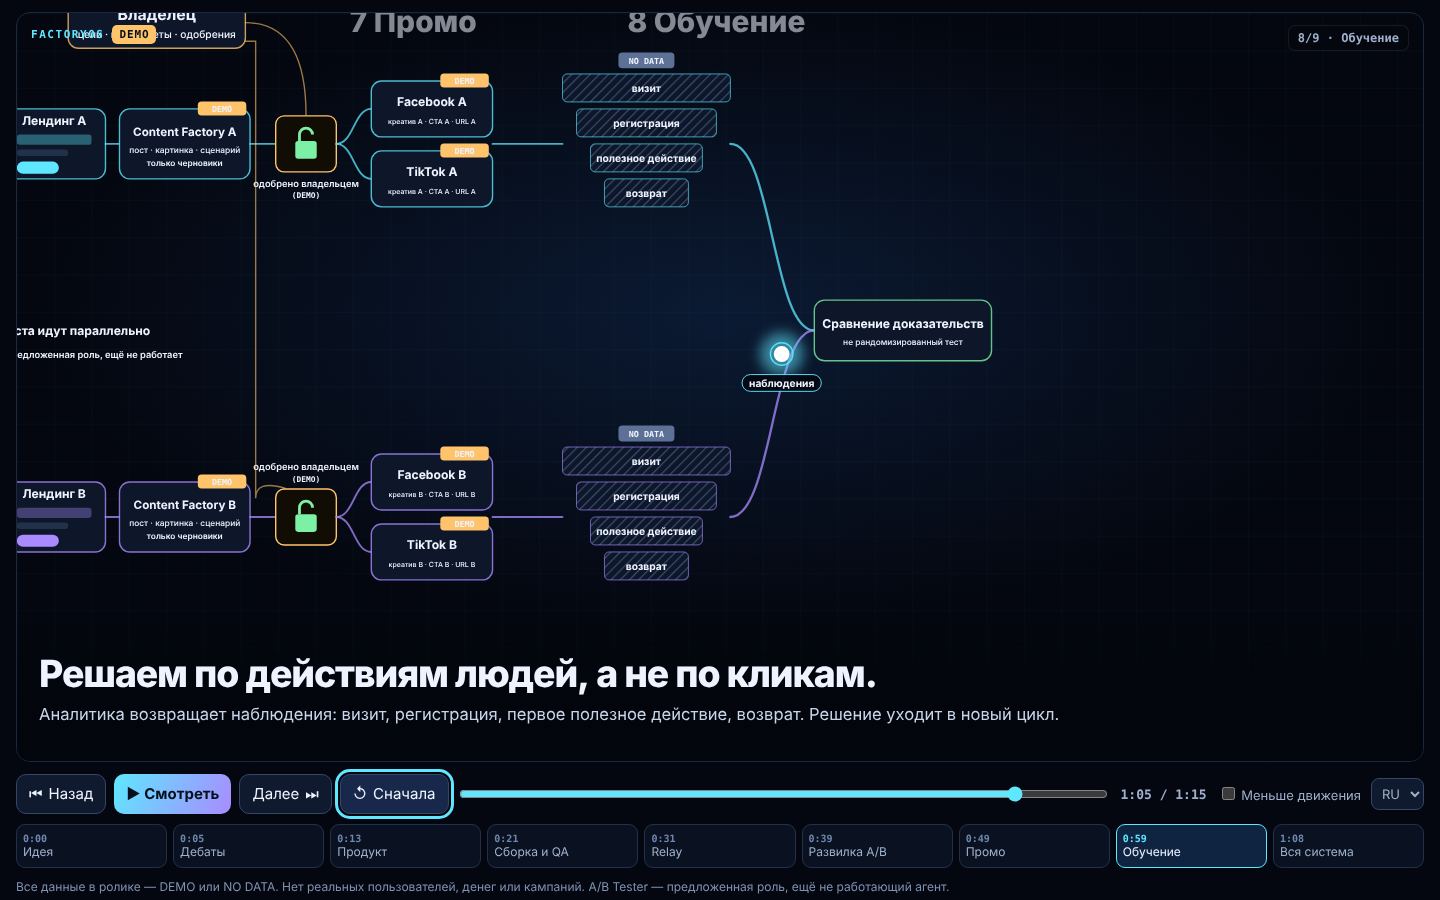 Владелец
FACTORYOS DEMO еты · одобрения
7 Промо
8 Обучение
8/9 · Обучение
Лендинг A
DEMO
Content Factory A
пост · картинка · сценарий
только черновики
одобрено владельцем
(DEMO)
DEMO
Facebook A
креатив A · CTA A · URL A
DEMO
TikTok A
креатив A · CTA A · URL A
NO DATA
визит
регистрация
полезное действие
возврат
ста идут параллельно
едложенная роль, ещё не работает
Сравнение доказательств
не рандомизированный тест
наблюдения
Лендинг B
DEMO
Content Factory B
пост · картинка · сценарий
только черновики
одобрено владельцем
(DEMO)
DEMO
Facebook B
креатив B · CTA B · URL B
DEMO
TikTok B
креатив B · CTA B · URL B
NO DATA
визит
регистрация
полезное действие
возврат
Решаем по действиям людей, а не по кликам.
Аналитика возвращает наблюдения: визит, регистрация, первое полезное действие, возврат. Решение уходит в новый цикл.
⏮ Назад
▶ Смотреть
Далее ⏭
↺ Сначала
1:05 / 1:15
Меньше движения
RU
0:00
Идея
0:05
Дебаты
0:13
Продукт
0:21
Сборка и QA
0:31
Relay
0:39
Развилка A/B
0:49
Промо
0:59
Обучение
1:08
Вся система
Все данные в ролике — DEMO или NO DATA. Нет реальных пользователей, денег или кампаний. A/B Tester — предложенная роль, ещё не работающий агент.